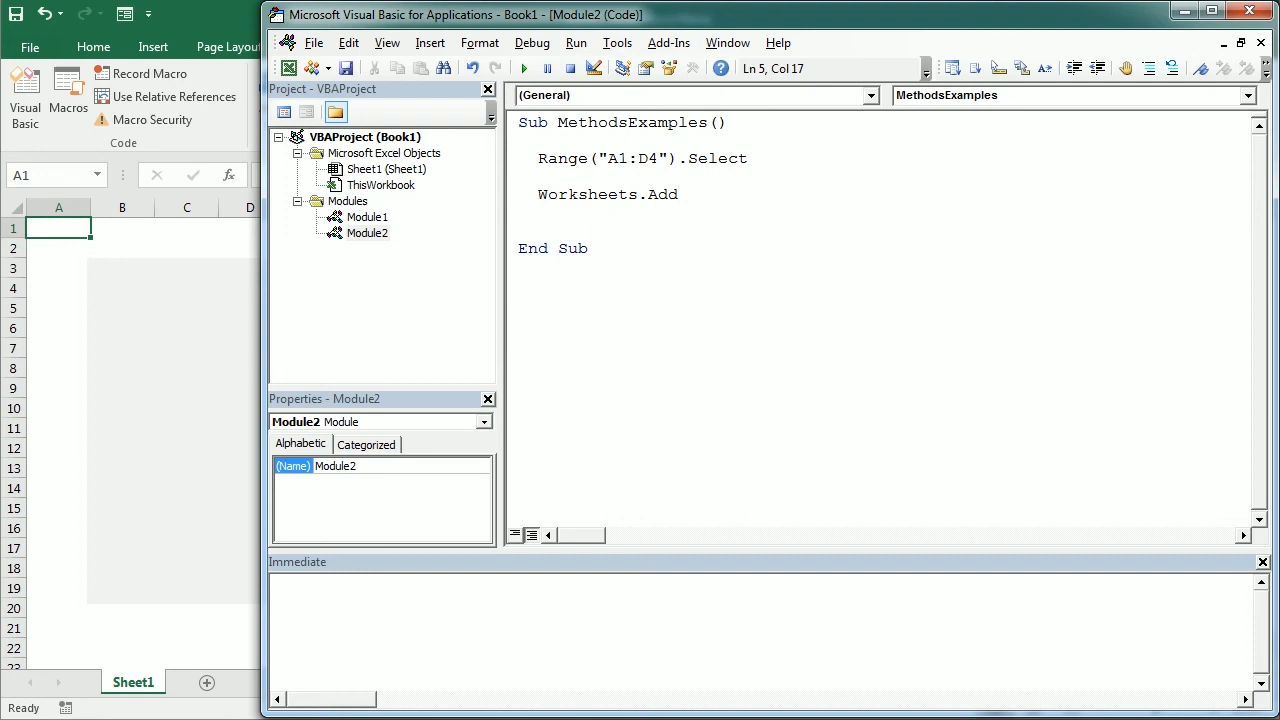 Microsoft Visual Basic for Applications - Book1 - [Module2 (Code)]
File Home Insert Page Layou
File Edit View Insert Format Debug Run Tools Add-Ins Window Help
Ln 5, Col 17
Record Macro
Use Relative References
Macro Security
Visual Basic
Macros
Code
Project - VBAProject
(General)
MethodsExamples
VBAProject (Book1)
Microsoft Excel Objects
Sheet1 (Sheet1)
ThisWorkbook
Modules
Module1
Module2
Sub MethodsExamples()
Range("A1:D4").Select
Worksheets.Add
End Sub
A1
fx
A B C D
1
2
3
4
5
6
7
8
9
10
11
12
13
14
15
16
17
18
19
20
21
22
23
Properties - Module2
Module2 Module
Alphabetic Categorized
(Name) Module2
Immediate
Sheet1
Ready